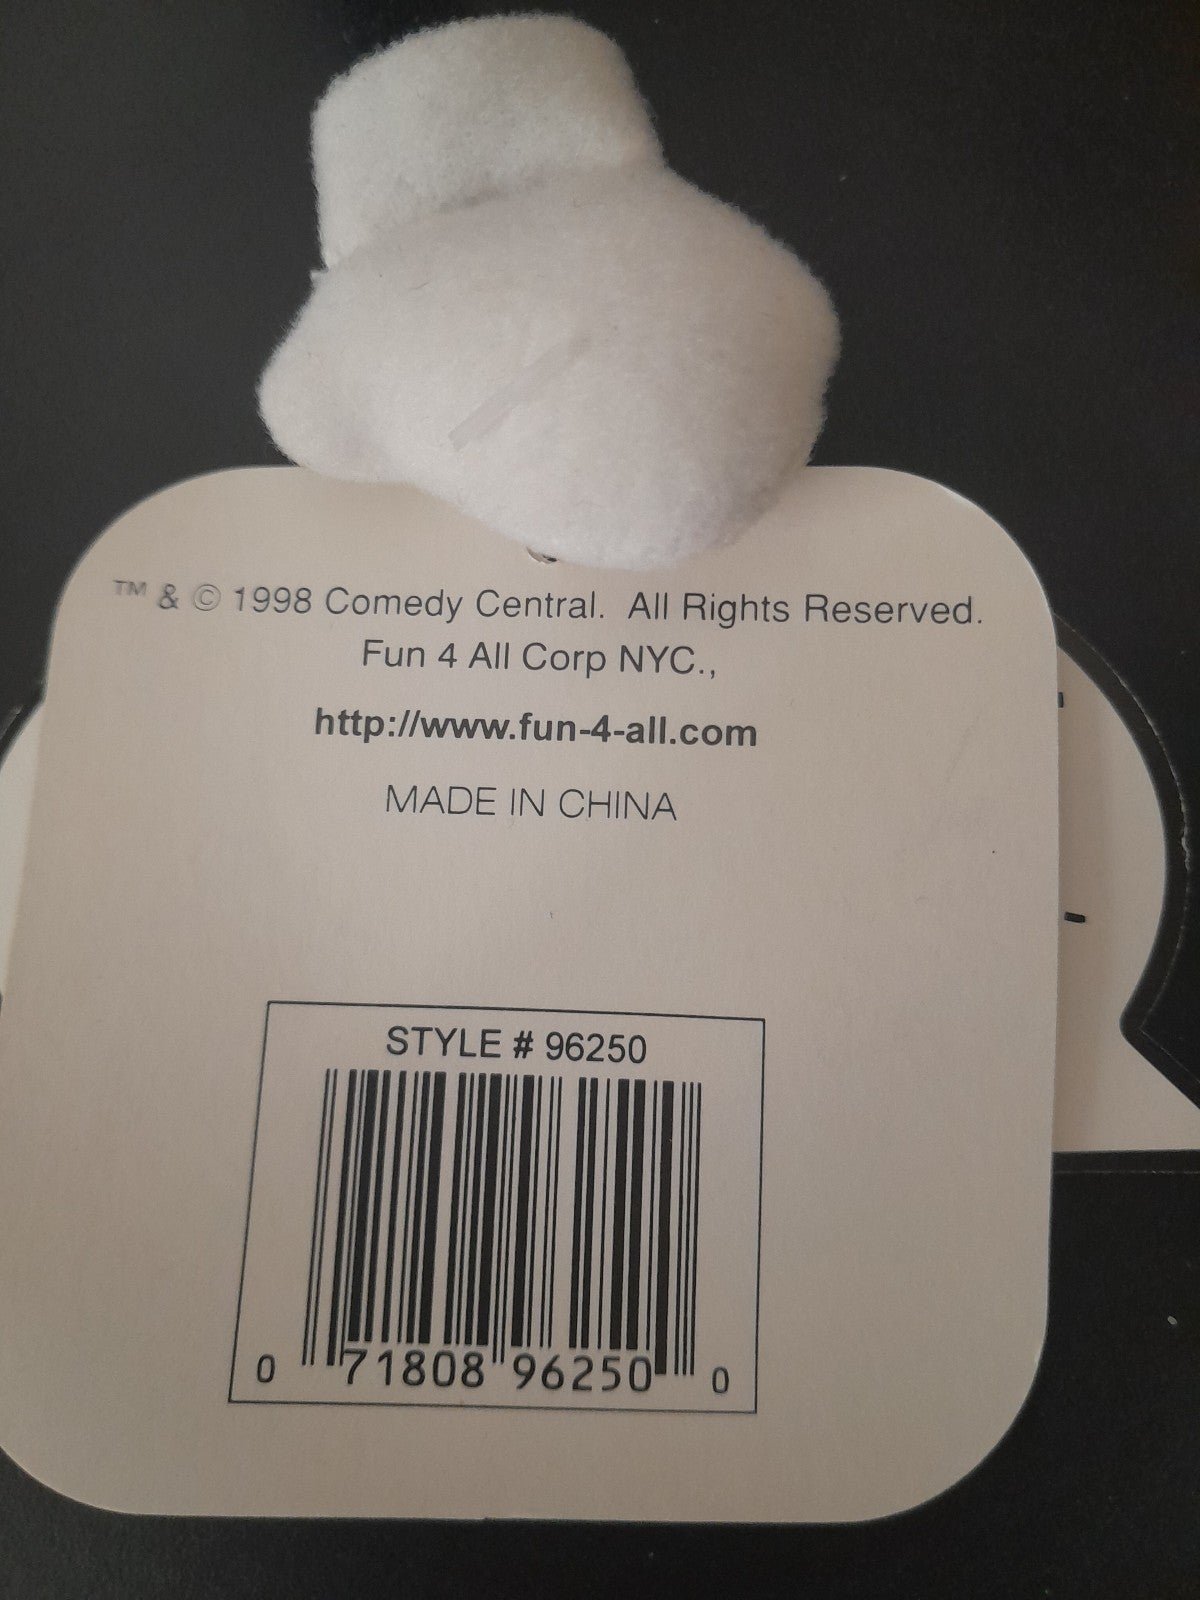 ™ & © 1998 Comedy Central. All Rights Reserved.
Fun 4 All Corp NYC.,
http://www.fun-4-all.com
MADE IN CHINA
STYLE # 96250
0 71808 96250 0